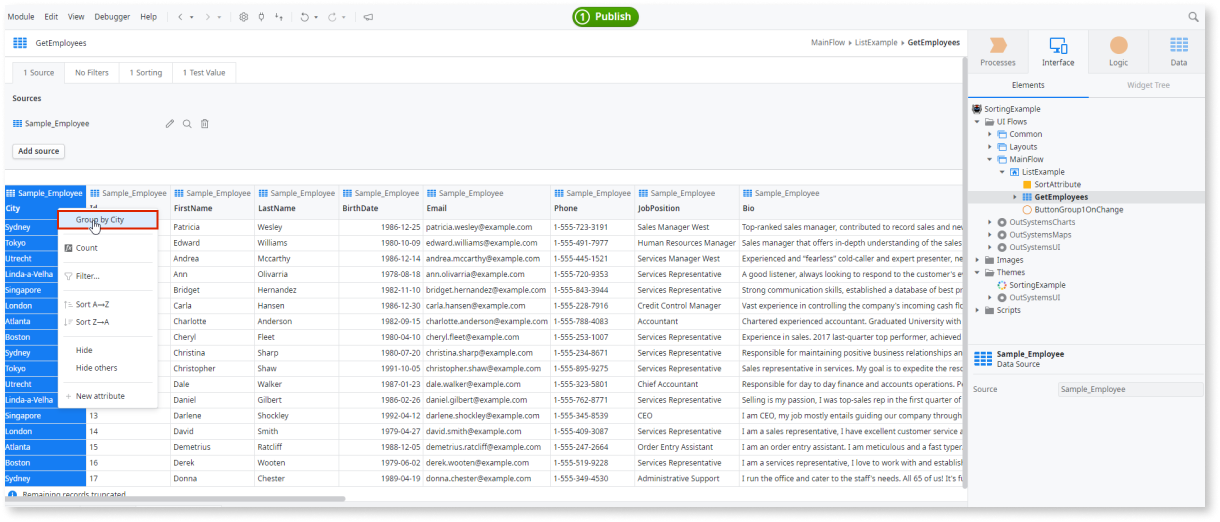 Module Edit View Debugger Help 1 Publish
GetEmployees MainFlow ListExample GetEmployees
Processes Interface Logic Data
1 Source No Filters 1 Sorting 1 Test Value
Elements Widget Tree
Sources
Sample_Employee
Add source
SortingExample
UI Flows
Common
Layouts
MainFlow
ListExample
SortAttribute
GetEmployees
ButtonGroup1OnChange
OutSystemsCharts
OutSystemsMaps
OutSystemsUI
Images
Themes
SortingExample
OutSystemsUI
Scripts
Sample_Employee
Data Source
Source Sample_Employee
Sample_Employee Sample_Employee Sample_Employee Sample_Employee Sample_Employee Sample_Employee Sample_Employee Sample_Employee Sample_Employee
City Id FirstName LastName BirthDate Email Phone JobPosition Bio
Group by City
Count
Filter...
Sort A→Z
Sort Z→A
Hide
Hide others
New attribute
Sydney Patricia Wesley 1986-12-25 patricia.wesley@example.com 1-555-723-3191 Sales Manager West Top-ranked sales manager, contributed to record sales and
Tokyo Edward Williams 1980-10-09 edward.williams@example.com 1-555-491-7977 Human Resources Manager Sales manager that offers in-depth understanding of the sales
Utrecht Andrea Mccarthy 1986-12-14 andrea.mccarthy@example.com 1-555-445-1521 Services Manager West Experienced and "fearless" cold-caller and expert presenter,
Linda-a-Velha Ann Olivarria 1978-08-18 ann.olivarria@example.com 1-555-720-9353 Services Representative A good listener, always looking to respond to the customer's
Singapore Bridget Hernandez 1982-11-10 bridget.hernandez@example.com 1-555-843-3944 Services Representative Strong communication skills, established a database of best
London Carla Hansen 1986-12-30 carla.hansen@example.com 1-555-228-7916 Credit Control Manager Vast experience in controlling the company's incoming cash
Atlanta Charlotte Anderson 1982-09-15 charlotte.anderson@example.com 1-555-788-4083 Accountant Chartered experienced accountant. Graduated University with
Boston Cheryl Fleet 1980-04-10 cheryl.fleet@example.com 1-555-253-1007 Services Representative Experience in sales. 2017 last-quarter top performer, achieved
Sydney Christina Sharp 1980-07-20 christina.sharp@example.com 1-555-234-8671 Services Representative Responsible for maintaining positive business relationships
Tokyo Christopher Shaw 1991-10-05 christopher.shaw@example.com 1-555-895-9275 Services Representative Sales representative in services. My goal is to expedite the
Utrecht Dale Walker 1987-01-23 dale.walker@example.com 1-555-323-5801 Chief Accountant Responsible for day to day finance and accounts operations.
Linda-a-Velha Daniel Gilbert 1986-02-26 daniel.gilbert@example.com 1-555-762-8771 Services Representative Selling is my passion, I was top-sales rep in the first quarter of
Singapore 13 Darlene Shockley 1992-04-12 darlene.shockley@example.com 1-555-345-8539 CEO I am CEO, my job mostly entails guiding our company through
London 14 David Smith 1979-04-27 david.smith@example.com 1-555-409-3087 Services Representative I am a sales representative, I have excellent customer service
Atlanta 15 Demetrius Ratcliff 1988-12-05 demetrius.ratcliff@example.com 1-555-247-2664 Order Entry Assistant I am an order entry assistant. I am meticulous and a fast typer.
Boston 16 Derek Wooten 1979-06-02 derek.wooten@example.com 1-555-519-9228 Services Representative I am a services representative, I love to work with and
Sydney 17 Donna Chester 1989-04-19 donna.chester@example.com 1-555-349-4530 Administrative Support I run the office and cater to the staff's needs. All 65 of us! It's
Remaining records truncated